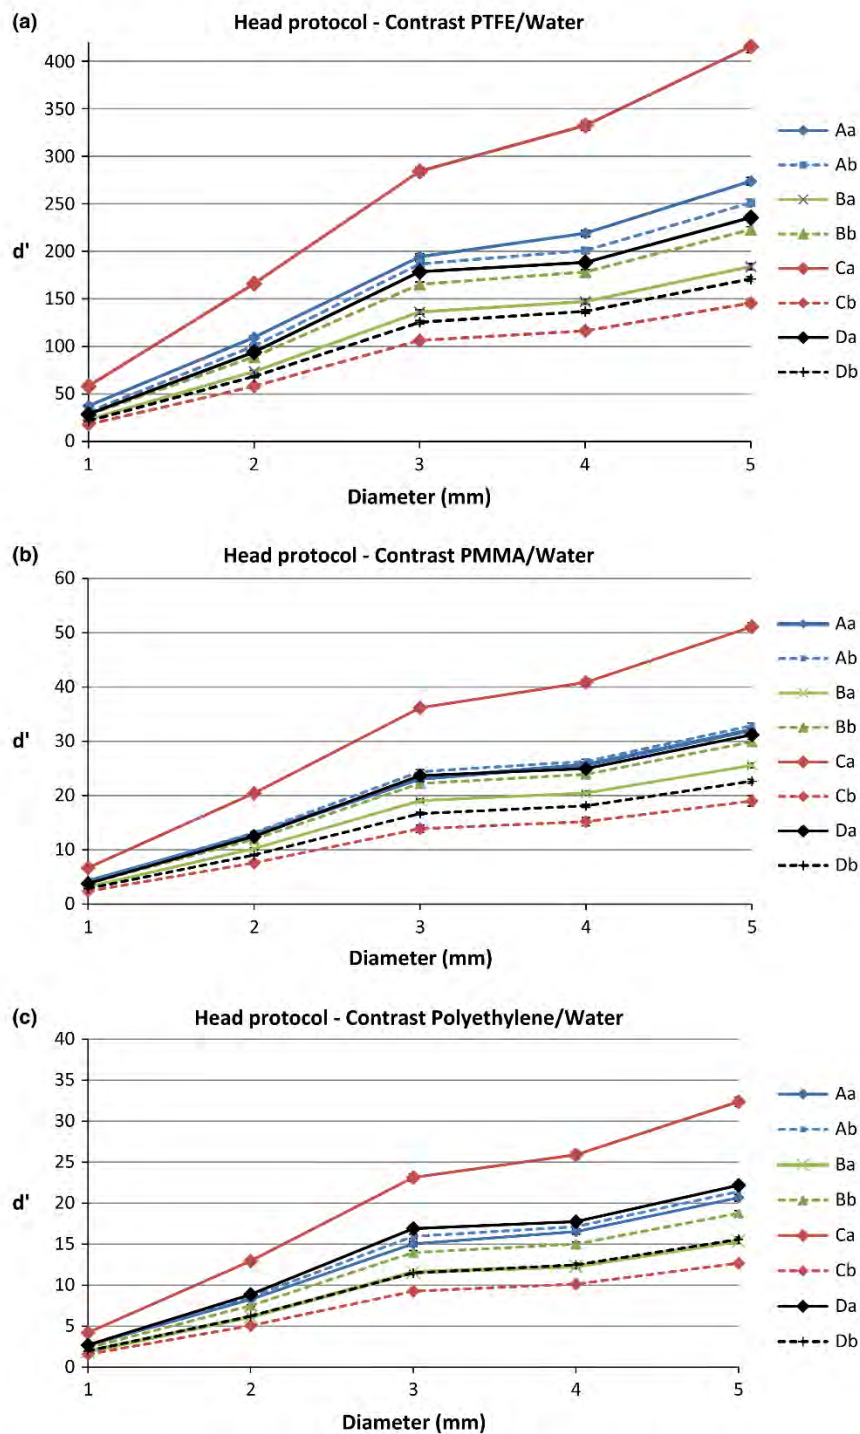 (a)
Head protocol - Contrast PTFE/Water
400
350
300
250
200
150
100
50
0
d'
1 2 3 4 5
Diameter (mm)
Aa
Ab
Ba
Bb
Ca
Cb
Da
Db
(b)
Head protocol - Contrast PMMA/Water
60
50
40
30
20
10
0
d'
1 2 3 4 5
Diameter (mm)
Aa
Ab
Ba
Bb
Ca
Cb
Da
Db
(c)
Head protocol - Contrast Polyethylene/Water
40
35
30
25
20
15
10
5
0
d'
1 2 3 4 5
Diameter (mm)
Aa
Ab
Ba
Bb
Ca
Cb
Da
Db